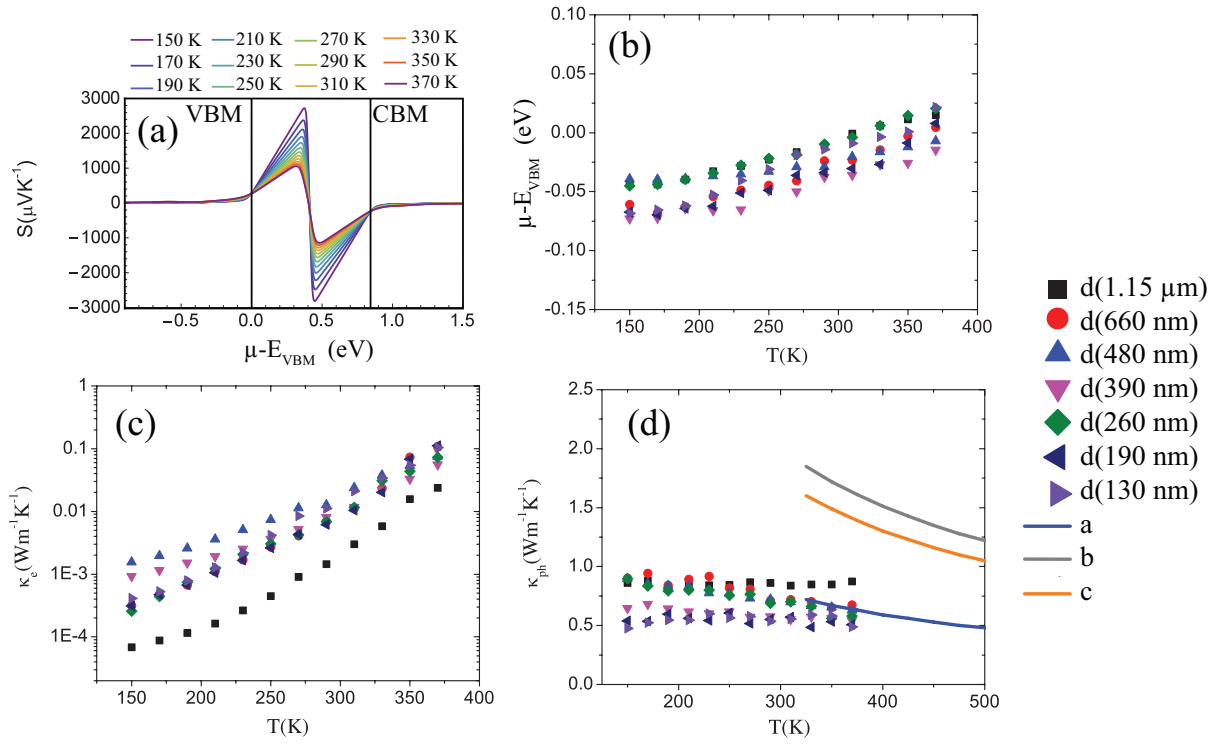 150 K 210 K 270 K 330 K
170 K 230 K 290 K 350 K
190 K 250 K 310 K 370 K
(a)
VBM
CBM
3000
2000
1000
0
−1000
−2000
−3000
S(μVK⁻¹)
−0.5 0.0 0.5 1.0 1.5
μ-E_VBM (eV)
(b)
0.10
0.05
0.00
-0.05
-0.10
-0.15
μ-E_VBM (eV)
150 200 250 300 350 400
T(K)
(c)
1
0.1
0.01
1E-3
1E-4
κ_e(Wm⁻¹K⁻¹)
150 200 250 300 350 400
T(K)
(d)
2.5
2.0
1.5
1.0
0.5
0.0
κ_ph(Wm⁻¹K⁻¹)
200 300 400 500
T(K)
d(1.15 μm)
d(660 nm)
d(480 nm)
d(390 nm)
d(260 nm)
d(190 nm)
d(130 nm)
a
b
c